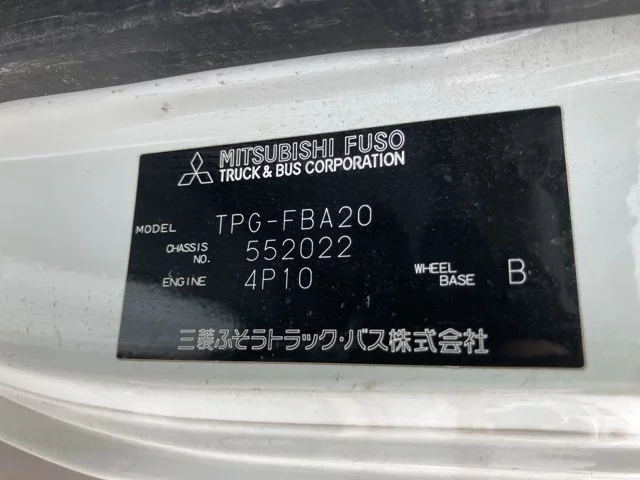 MITSUBISHI FUSO
TRUCK & BUS CORPORATION
MODEL TPG-FBA20
CHASSIS NO. 552022
ENGINE 4P10 WHEEL BASE B
三菱ふそうトラック・バス株式会社